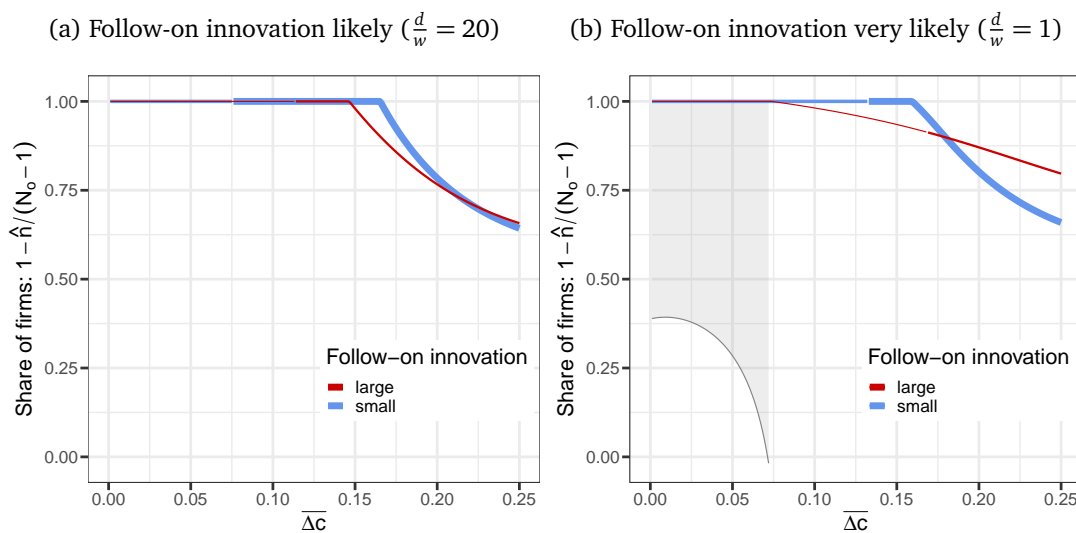 (a) Follow-on innovation likely (d/w = 20)
1.00
0.75
0.50
0.25
0.00
Share of firms: 1 − n̂/(Nₒ − 1)
Follow−on innovation
large
small
0.00 0.05 0.10 0.15 0.20 0.25
Δc̅
(b) Follow-on innovation very likely (d/w = 1)
1.00
0.75
0.50
0.25
0.00
Share of firms: 1 − n̂/(Nₒ − 1)
Follow−on innovation
large
small
0.00 0.05 0.10 0.15 0.20 0.25
Δc̅